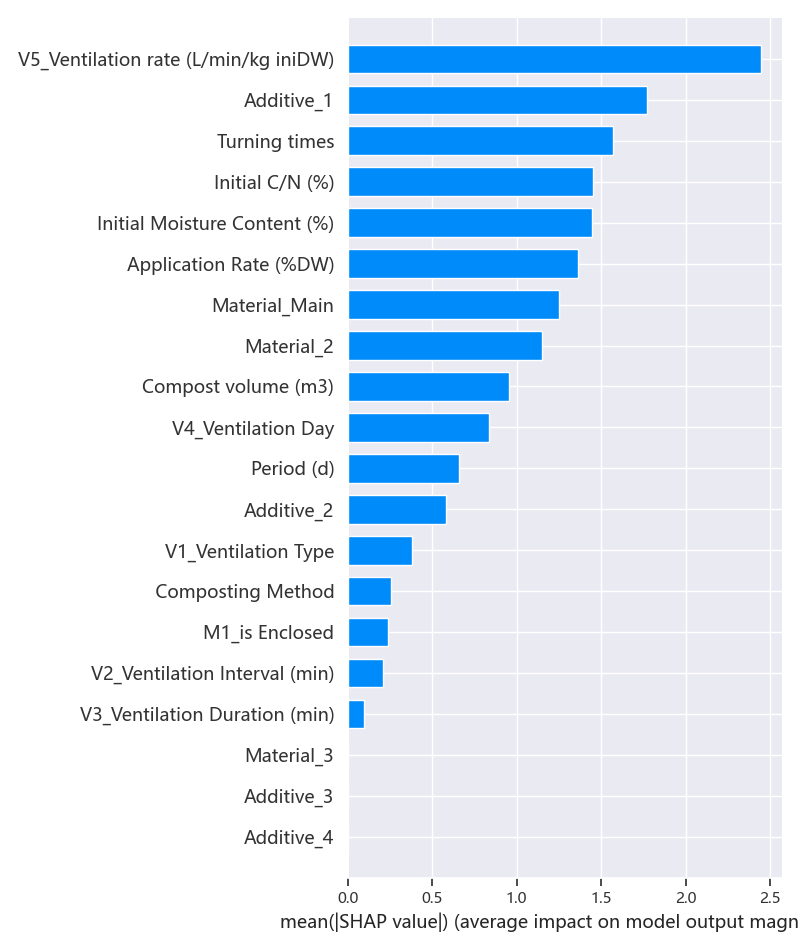 V5_Ventilation rate (L/min/kg iniDW)
Additive_1
Turning times
Initial C/N (%)
Initial Moisture Content (%)
Application Rate (%DW)
Material_Main
Material_2
Compost volume (m3)
V4_Ventilation Day
Period (d)
Additive_2
V1_Ventilation Type
Composting Method
M1_is Enclosed
V2_Ventilation Interval (min)
V3_Ventilation Duration (min)
Material_3
Additive_3
Additive_4
0.0 0.5 1.0 1.5 2.0 2.5
mean(|SHAP value|) (average impact on model output magn